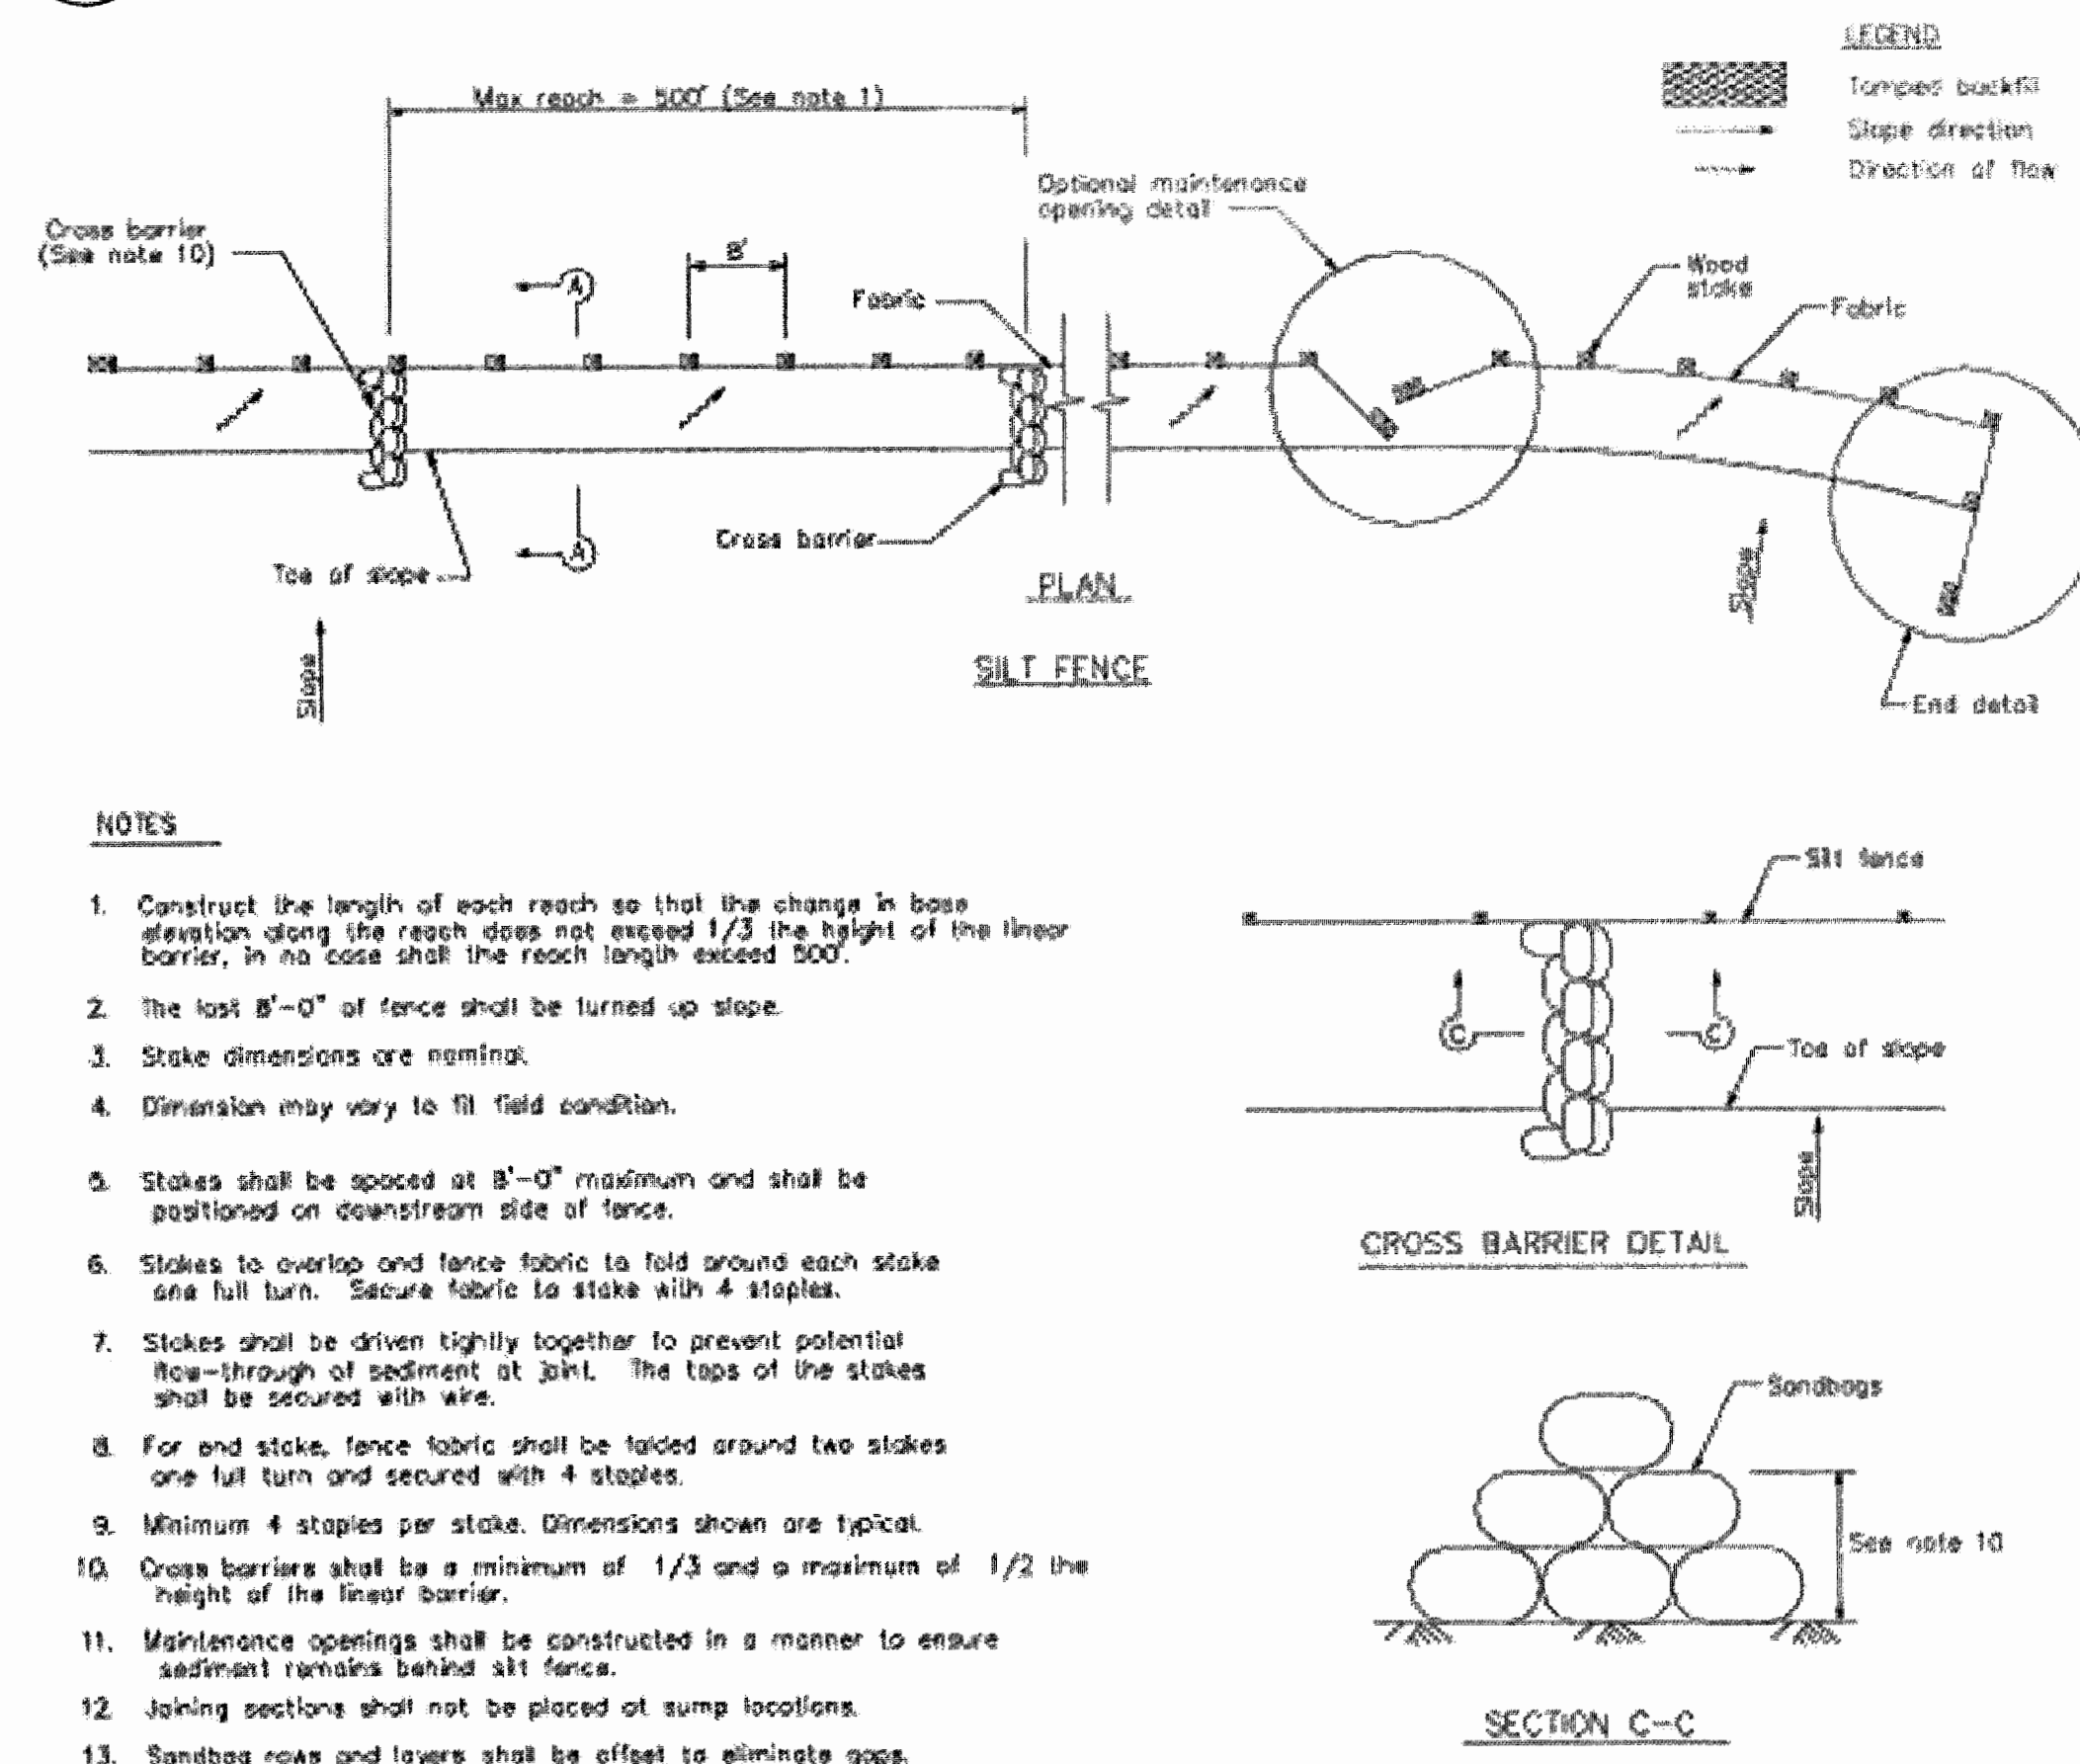 LEGEND
Tamped backfill
Slope direction
Direction of flow
Max reach = 500' (See note 1)
Optional maintenance
opening detail
Cross barrier
(See note 10)
8'
A
Fabric
Wood
stake
Fabric
Cross barrier
A
Toe of slope
PLAN
Slope
Slope
SILT FENCE
End detail
NOTES
1. Construct the length of each reach so that the change in base
elevation along the reach does not exceed 1/3 the height of the linear
barrier, in no case shall the reach length exceed 500'.
2. The last 8'-0" of fence shall be turned up slope.
3. Stake dimensions are nominal.
4. Dimension may vary to fit field condition.
5. Stakes shall be spaced at 8'-0" maximum and shall be
positioned on downstream side of fence.
6. Stakes to overlap and fence fabric to fold around each stake
one full turn. Secure fabric to stake with 4 staples.
7. Stakes shall be driven tightly together to prevent potential
flow-through of sediment at joint. The tops of the stakes
shall be secured with wire.
8. For end stake, fence fabric shall be folded around two stakes
one full turn and secured with 4 staples.
9. Minimum 4 staples per stake. Dimensions shown are typical.
10. Cross barriers shall be a minimum of 1/3 and a maximum of 1/2 the
height of the linear barrier.
11. Maintenance openings shall be constructed in a manner to ensure
sediment remains behind silt fence.
12. Joining sections shall not be placed at sump locations.
13. Sandbag rows and layers shall be offset to eliminate gaps.
Silt fence
C
C
Toe of slope
Slope
CROSS BARRIER DETAIL
Sandbags
See note 10
SECTION C-C